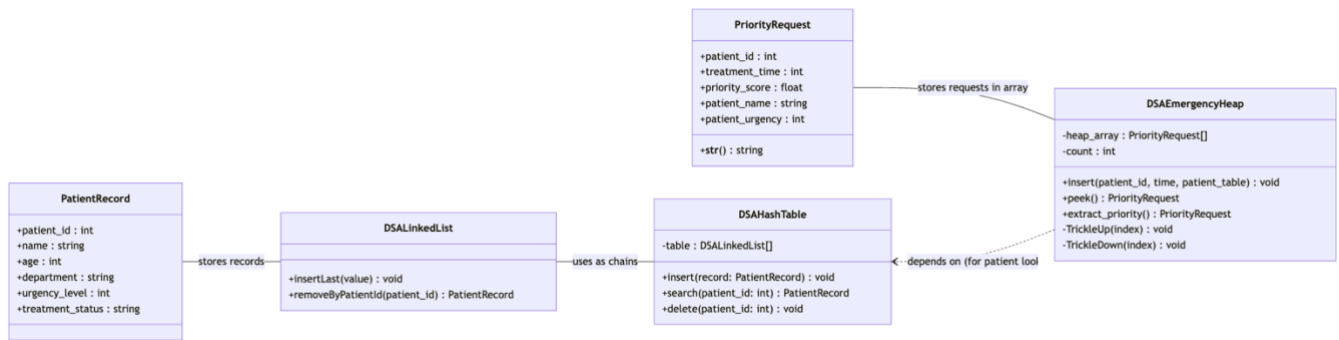 PriorityRequest
+patient_id : int
+treatment_time : int
+priority_score : float
+patient_name : string
+patient_urgency : int
+str() : string
stores requests in array
DSAEmergencyHeap
-heap_array : PriorityRequest[]
-count : int
+insert(patient_id, time, patient_table) : void
+peek() : PriorityRequest
+extract_priority() : PriorityRequest
-TrickleUp(index) : void
-TrickleDown(index) : void
PatientRecord
+patient_id : int
+name : string
+age : int
+department : string
+urgency_level : int
+treatment_status : string
stores records
DSALinkedList
+insertLast(value) : void
+removeByPatientId(patient_id) : PatientRecord
uses as chains
DSAHashTable
-table : DSALinkedList[]
+insert(record: PatientRecord) : void
+search(patient_id: int) : PatientRecord
+delete(patient_id: int) : void
depends on (for patient